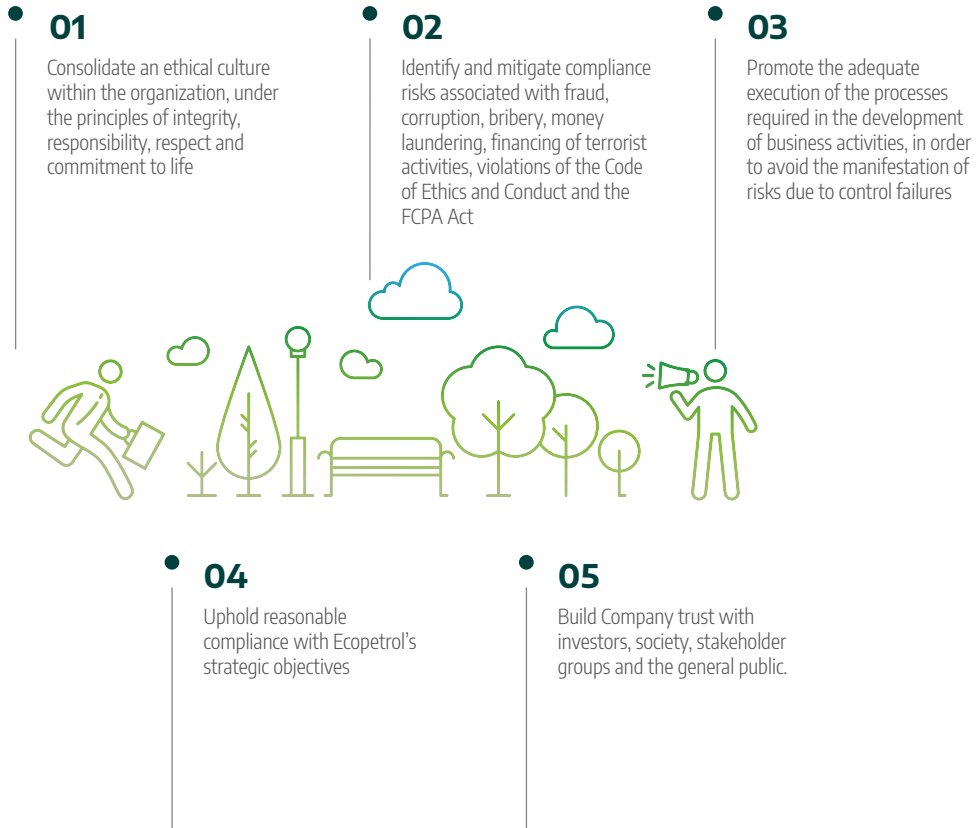 01
Consolidate an ethical culture
within the organization, under
the principles of integrity,
responsibility, respect and
commitment to life
02
Identify and mitigate compliance
risks associated with fraud,
corruption, bribery, money
laundering, financing of terrorist
activities, violations of the Code
of Ethics and Conduct and the
FCPA Act
03
Promote the adequate
execution of the processes
required in the development
of business activities, in order
to avoid the manifestation of
risks due to control failures
04
Uphold reasonable
compliance with Ecopetrol’s
strategic objectives
05
Build Company trust with
investors, society, stakeholder
groups and the general public.